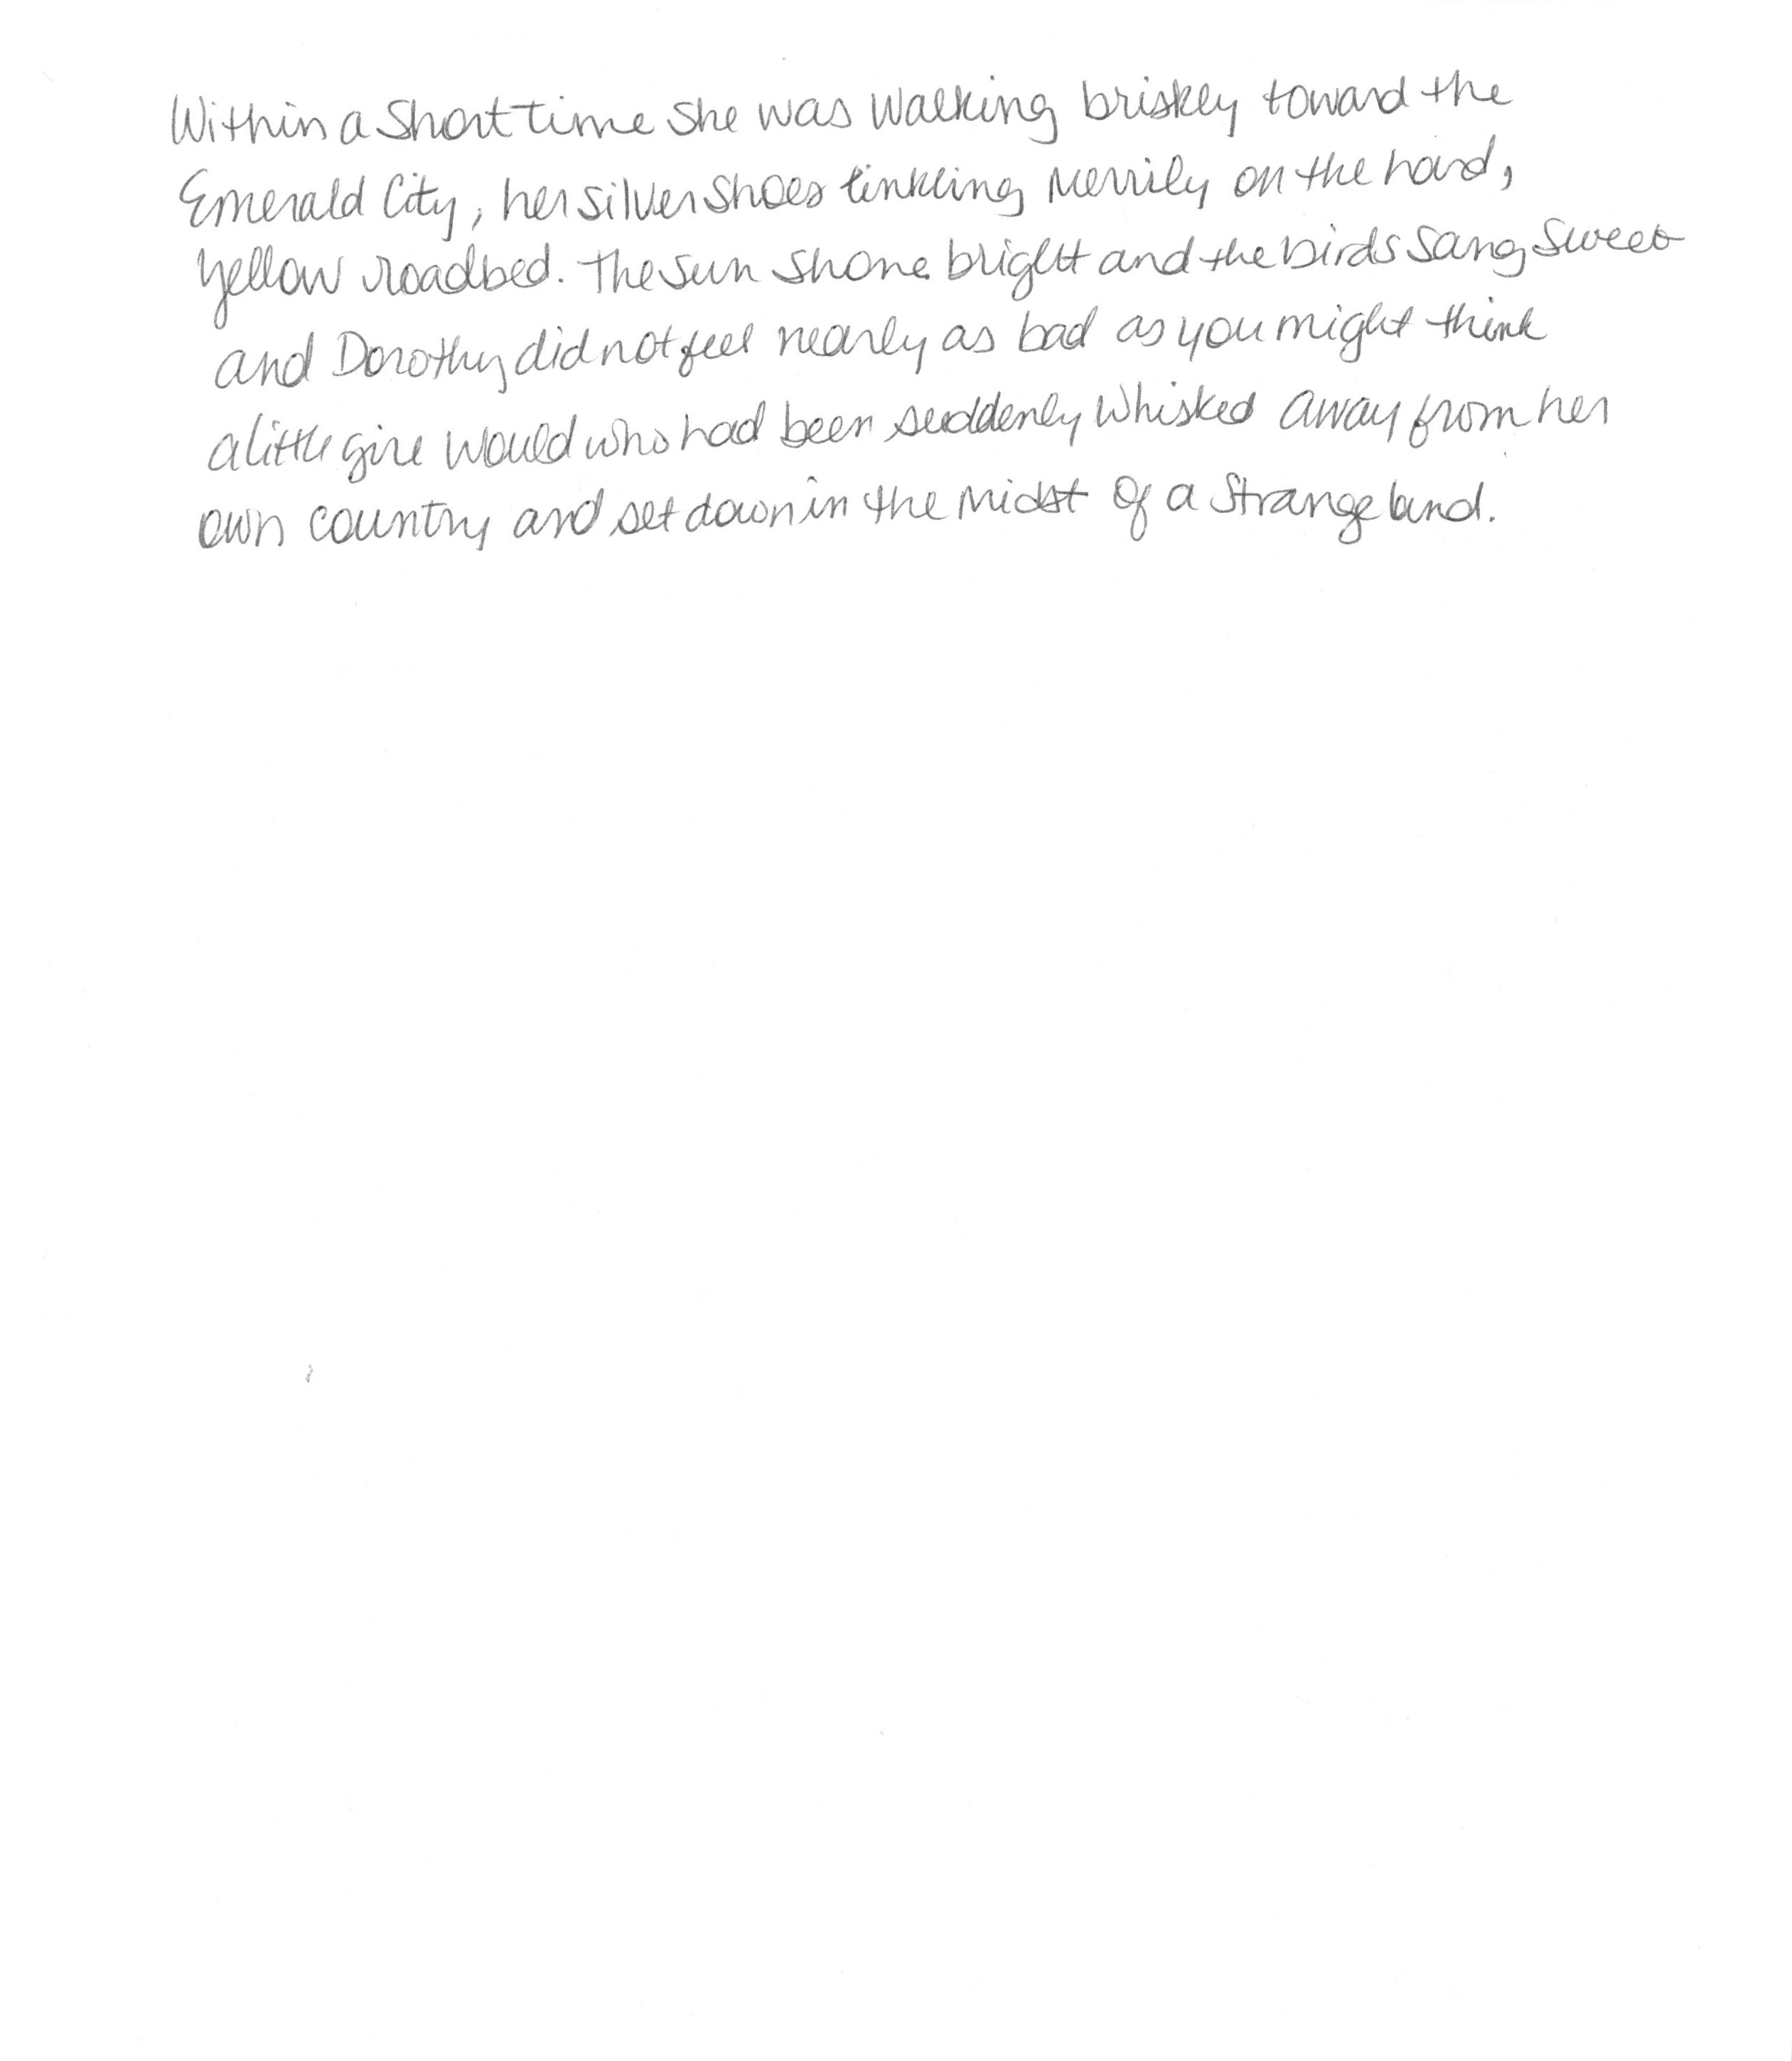 Within a Short time She was Walking briskly toward the
Emerald City, her silver Shoes tinkling Merrily on the hard,
yellow roadbed. The sun shone bright and the birds Sang Sweet
and Dorothy did not feel nearly as bad as you might think
a little girl Would who had been suddenly Whisked Away from her
own country and set down in the Midst Of a Strange land.